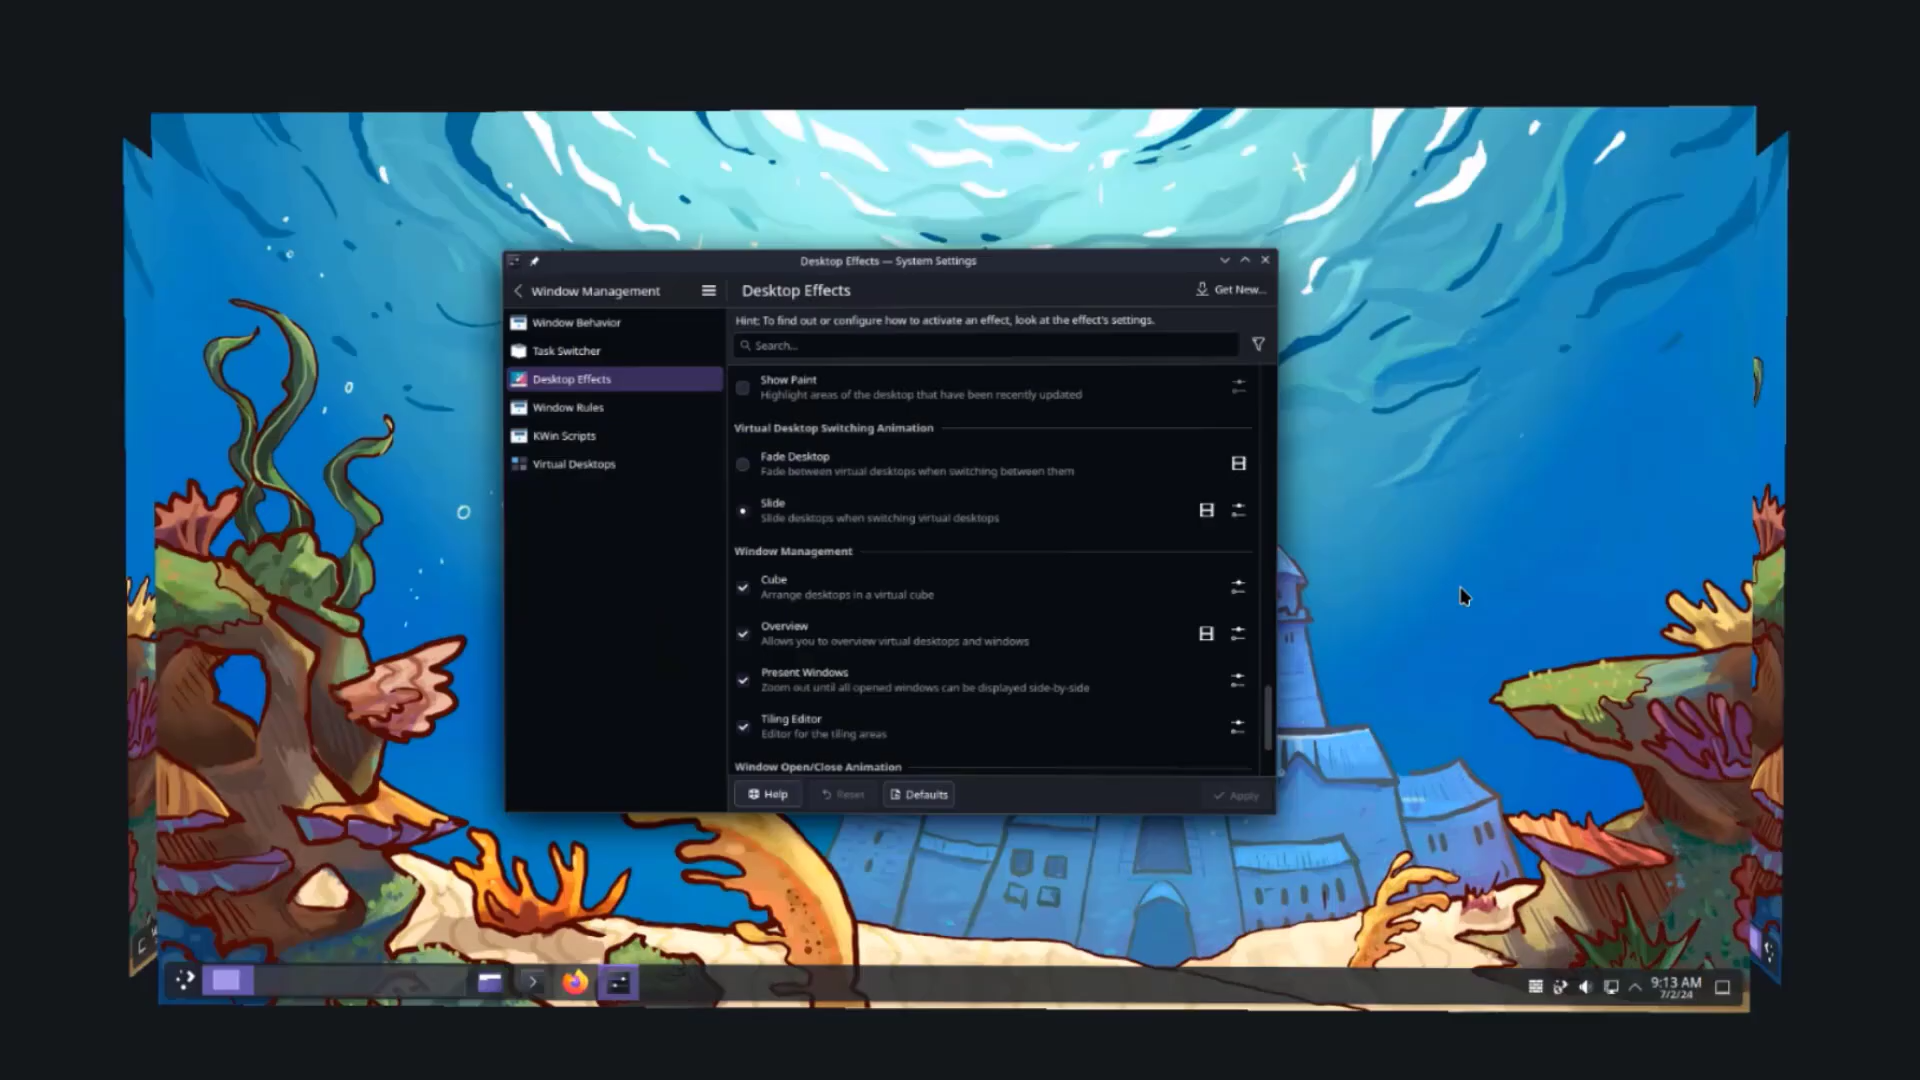 Desktop Effects — System Settings
Window Management
Desktop Effects
Get New...
Window Behavior
Task Switcher
Desktop Effects
Window Rules
KWin Scripts
Virtual Desktops
Hint: To find out or configure how to activate an effect, look at the effect's settings.
Search...
Show Paint
Highlight areas of the desktop that have been recently updated
Virtual Desktop Switching Animation
Fade Desktop
Fade between virtual desktops when switching between them
Slide
Slide desktops when switching virtual desktops
Window Management
Cube
Arrange desktops in a virtual cube
Overview
Allows you to overview virtual desktops and windows
Present Windows
Zoom out until all opened windows can be displayed side-by-side
Tiling Editor
Editor for the tiling areas
Window Open/Close Animation
Help
Reset
Defaults
Apply
9:13 AM
7/2/24